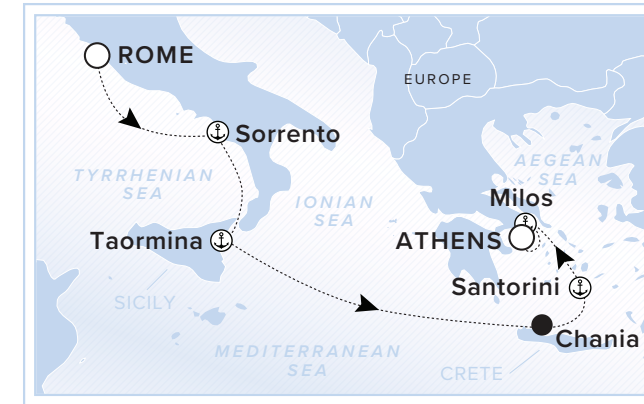 ROME
EUROPE
Sorrento
AEGEAN
SEA
TYRRHENIAN
SEA
Milos
IONIAN
SEA
Taormina
ATHENS
Santorini
SICILY
Chania
MEDITERRANEAN
SEA
CRETE